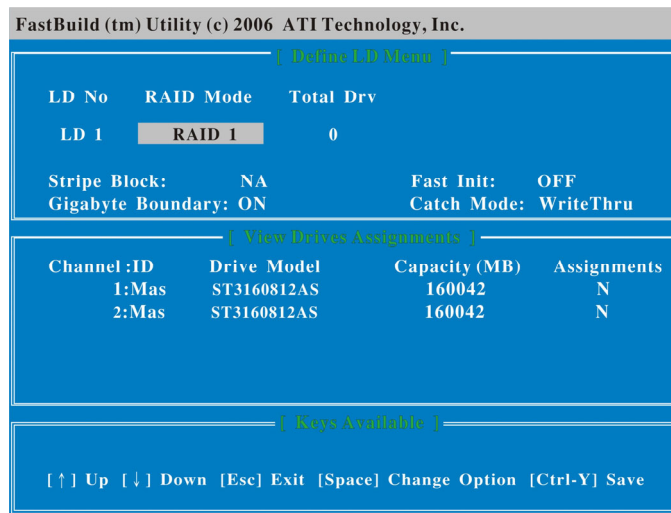 FastBuild (tm) Utility (c) 2006 ATI Technology, Inc.
[ Define LD Menu ]
LD No RAID Mode Total Drv
LD 1 RAID 1 0
Stripe Block: NA Fast Init: OFF
Gigabyte Boundary: ON Catch Mode: WriteThru
[ View Drives Assignments ]
Channel :ID Drive Model Capacity (MB) Assignments
1:Mas ST3160812AS 160042 N
2:Mas ST3160812AS 160042 N
[ Keys Available ]
[↑] Up [↓] Down [Esc] Exit [Space] Change Option [Ctrl-Y] Save